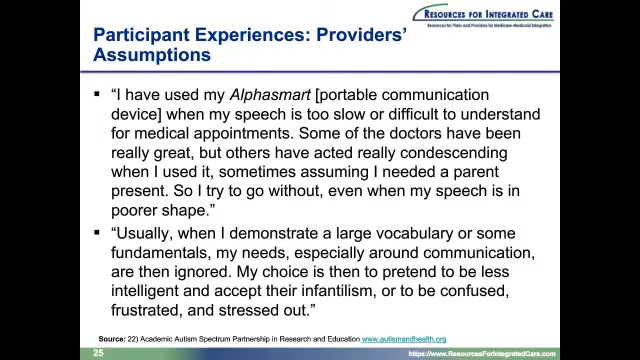 RESOURCES FOR INTEGRATED CARE
Resources for Plans and Providers for Medicare-Medicaid Integration
Participant Experiences: Providers’
Assumptions
▪ “I have used my Alphasmart [portable communication
device] when my speech is too slow or difficult to understand
for medical appointments. Some of the doctors have been
really great, but others have acted really condescending
when I used it, sometimes assuming I needed a parent
present. So I try to go without, even when my speech is in
poorer shape.”
▪ “Usually, when I demonstrate a large vocabulary or some
fundamentals, my needs, especially around communication,
are then ignored. My choice is then to pretend to be less
intelligent and accept their infantilism, or to be confused,
frustrated, and stressed out.”
Source: 22) Academic Autism Spectrum Partnership in Research and Education www.autismandhealth.org
25
https://www.ResourcesForIntegratedCare.com